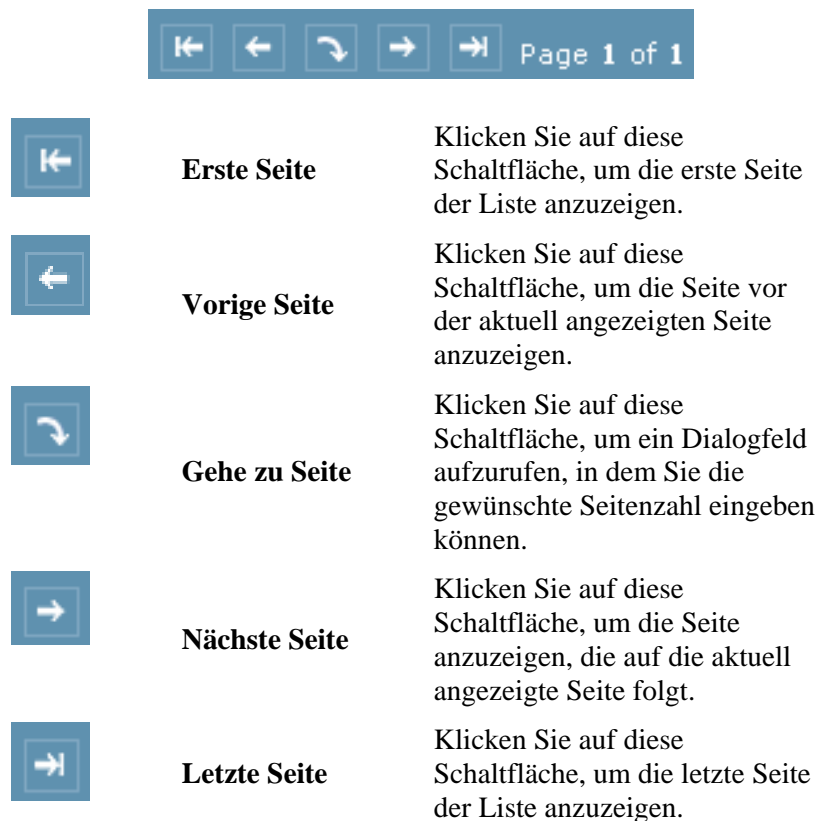 Page 1 of 1
Klicken Sie auf diese
Erste Seite Schaltfläche, um die erste Seite
der Liste anzuzeigen.
Klicken Sie auf diese
Schaltfläche, um die Seite vor
Vorige Seite
der aktuell angezeigten Seite
anzuzeigen.
Klicken Sie auf diese
Schaltfläche, um ein Dialogfeld
Gehe zu Seite aufzurufen, in dem Sie die
gewünschte Seitenzahl eingeben
können.
Klicken Sie auf diese
Schaltfläche, um die Seite
Nächste Seite
anzuzeigen, die auf die aktuell
angezeigte Seite folgt.
Klicken Sie auf diese
Letzte Seite Schaltfläche, um die letzte Seite
der Liste anzuzeigen.